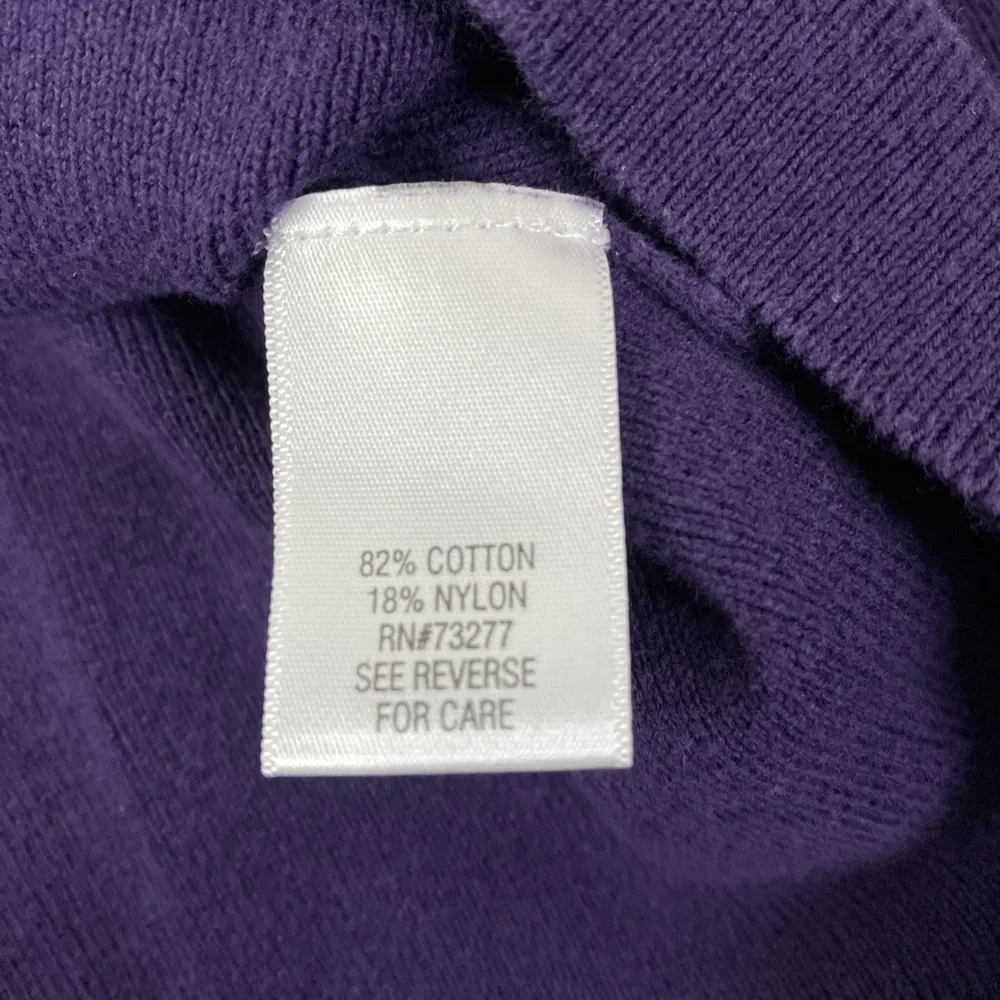 82% COTTON
18% NYLON
RN#73277
SEE REVERSE
FOR CARE